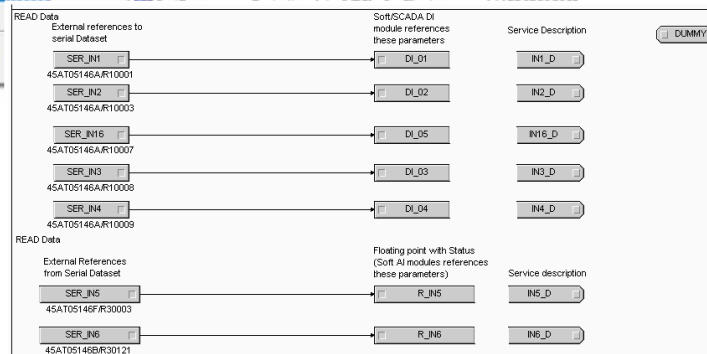 READ Data
External references to
serial Dataset
Soft/SCADA DI
module references
these parameters
Service Description
DUMMY
SER_IN1
DI_01
IN1_D
45AT05146A/R10001
SER_IN2
DI_02
IN2_D
45AT05146A/R10003
SER_IN16
DI_05
IN16_D
45AT05146A/R10007
SER_IN3
DI_03
IN3_D
45AT05146A/R10008
SER_IN4
DI_04
IN4_D
45AT05146A/R10009
READ Data
External References
from Serial Dataset
Floating point with Status
(Soft AI modules references
these parameters)
Service description
SER_IN5
R_IN5
IN5_D
45AT05146F/R30003
SER_IN6
R_IN6
IN6_D
45AT05146B/R30121